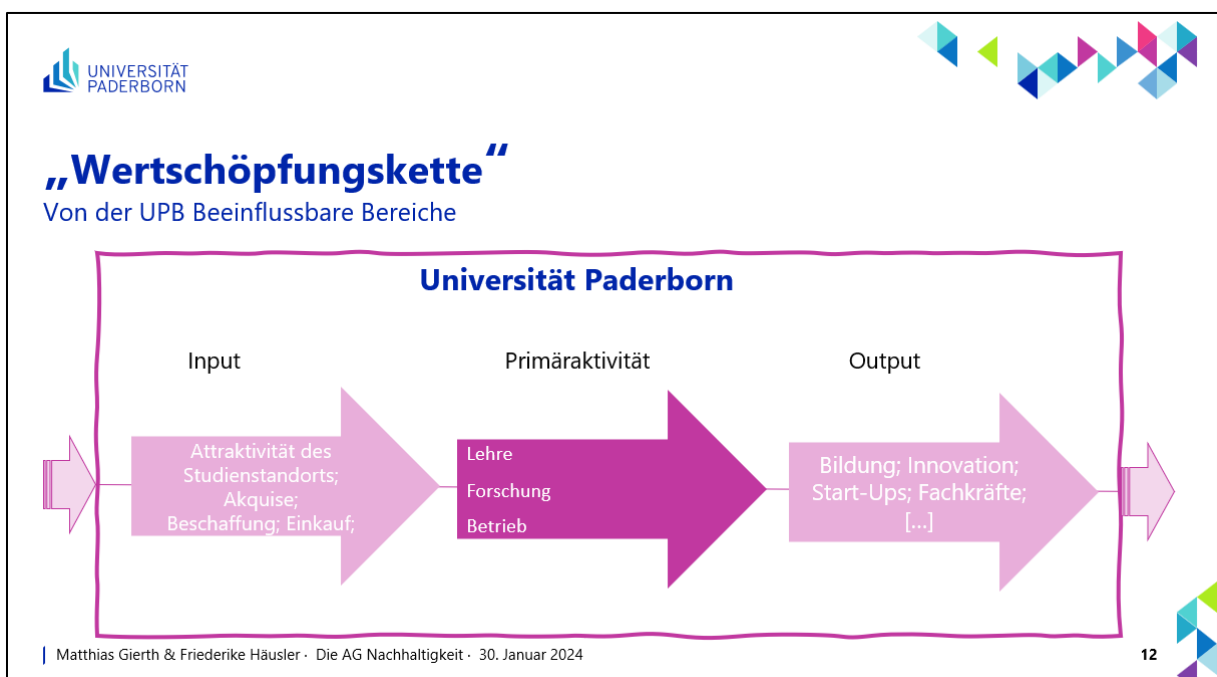 UNIVERSITÄT
PADERBORN
„Wertschöpfungskette“
Von der UPB Beeinflussbare Bereiche
Universität Paderborn
Input
Primäraktivität
Output
Attraktivität des
Studienstandorts;
Akquise;
Beschaffung; Einkauf;
Lehre
Forschung
Betrieb
Bildung; Innovation;
Start-Ups; Fachkräfte;
[...]
Matthias Gierth & Friederike Häusler · Die AG Nachhaltigkeit · 30. Januar 2024
12